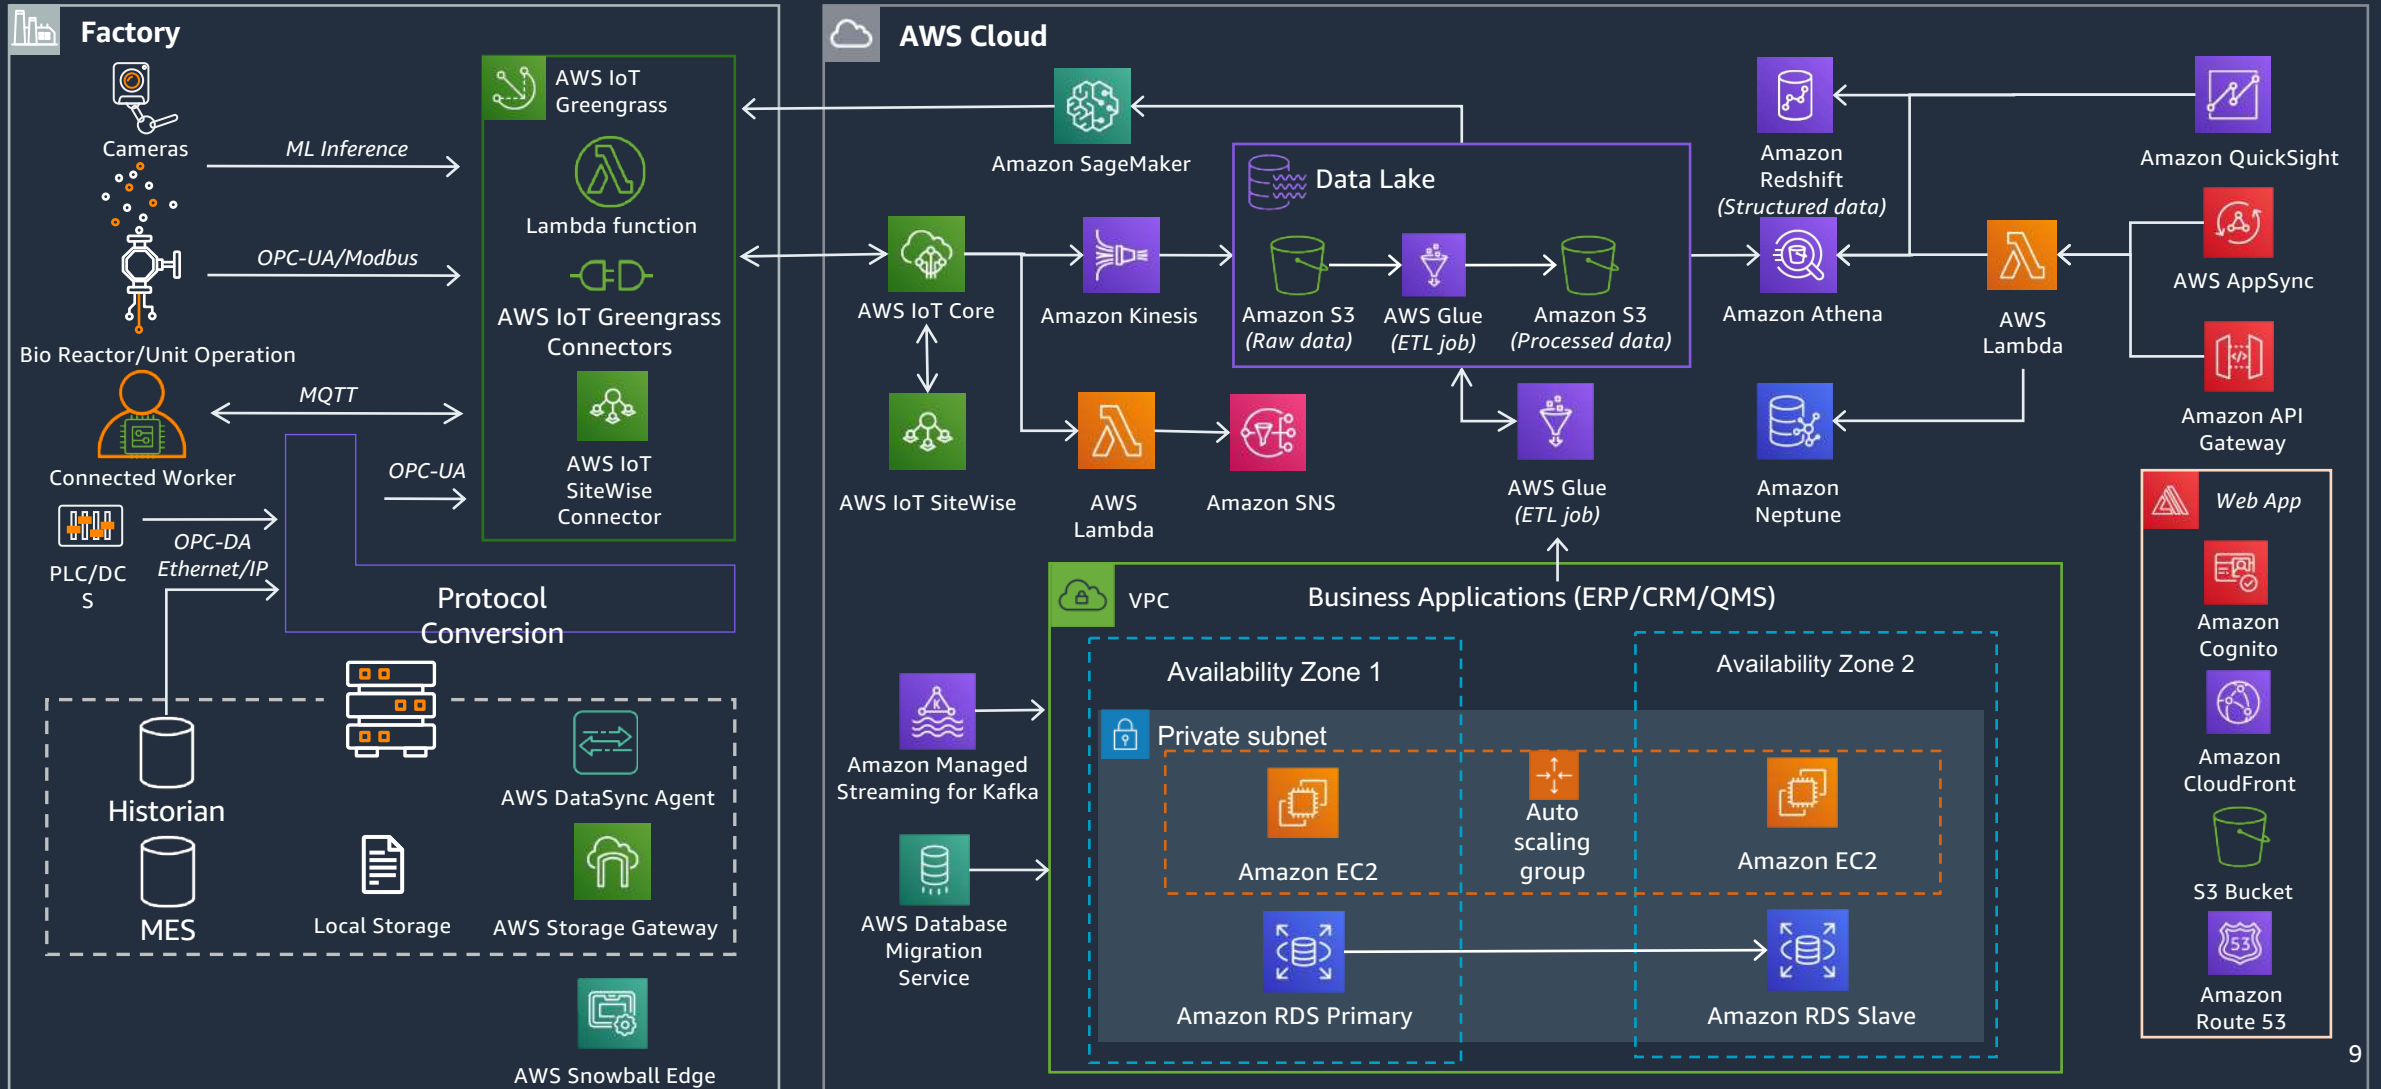 Factory
Cameras
ML Inference
OPC-UA/Modbus
Bio Reactor/Unit Operation
MQTT
Connected Worker
OPC-UA
PLC/DC
S
OPC-DA
Ethernet/IP
Protocol
Conversion
AWS IoT
Greengrass
Lambda function
AWS IoT Greengrass
Connectors
AWS IoT
SiteWise
Connector
Historian
MES
Local Storage
AWS DataSync Agent
AWS Storage Gateway
AWS Snowball Edge
AWS Cloud
Amazon SageMaker
AWS IoT Core
Amazon Kinesis
AWS IoT SiteWise
AWS
Lambda
Amazon SNS
Data Lake
Amazon S3
(Raw data)
AWS Glue
(ETL job)
Amazon S3
(Processed data)
AWS Glue
(ETL job)
Amazon
Redshift
(Structured data)
Amazon Athena
Amazon
Neptune
AWS
Lambda
Amazon QuickSight
AWS AppSync
Amazon API
Gateway
Web App
Amazon
Cognito
Amazon
CloudFront
S3 Bucket
53
Amazon
Route 53
K
Amazon Managed
Streaming for Kafka
AWS Database
Migration
Service
VPC
Business Applications (ERP/CRM/QMS)
Availability Zone 1
Availability Zone 2
Private subnet
Amazon EC2
Auto
scaling
group
Amazon EC2
Amazon RDS Primary
Amazon RDS Slave
9